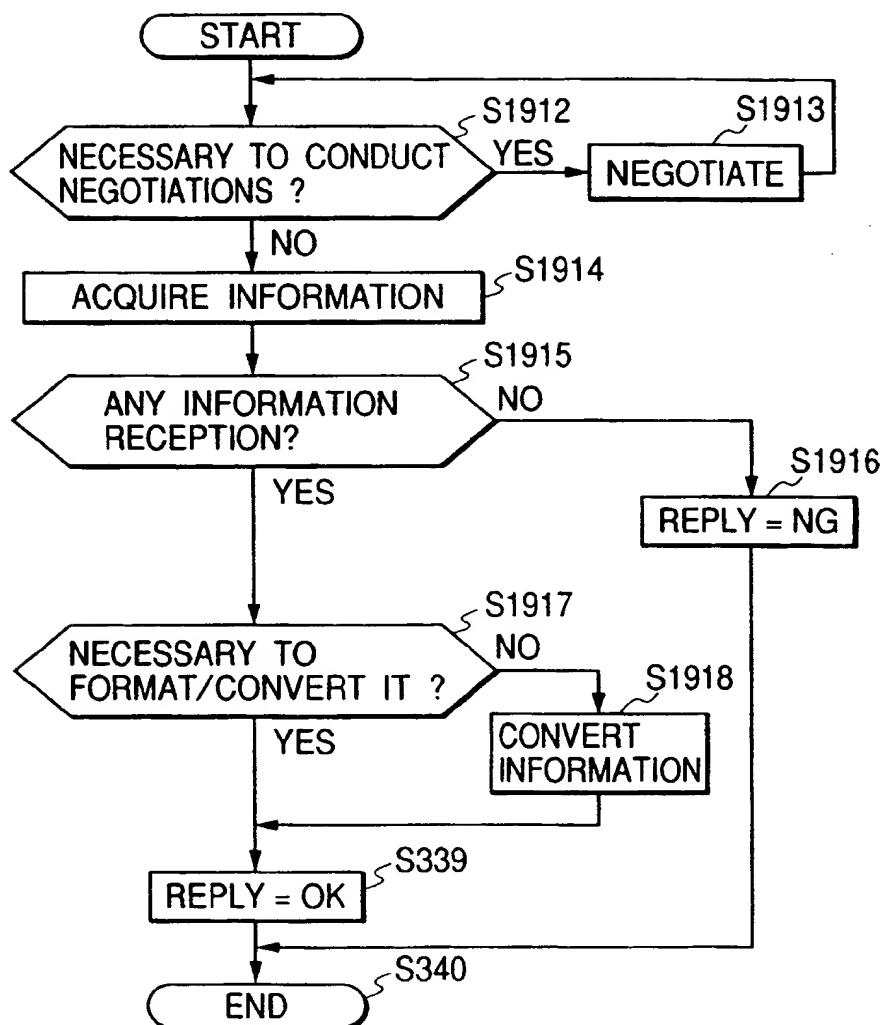 START
S1912
S1913
NECESSARY TO CONDUCT
NEGOTIATIONS ?
YES
NEGOTIATE
NO
S1914
ACQUIRE INFORMATION
S1915
ANY INFORMATION
RECEPTION?
NO
YES
S1916
REPLY = NG
S1917
NECESSARY TO
FORMAT/CONVERT IT ?
NO
YES
S1918
CONVERT
INFORMATION
S339
REPLY = OK
S340
END